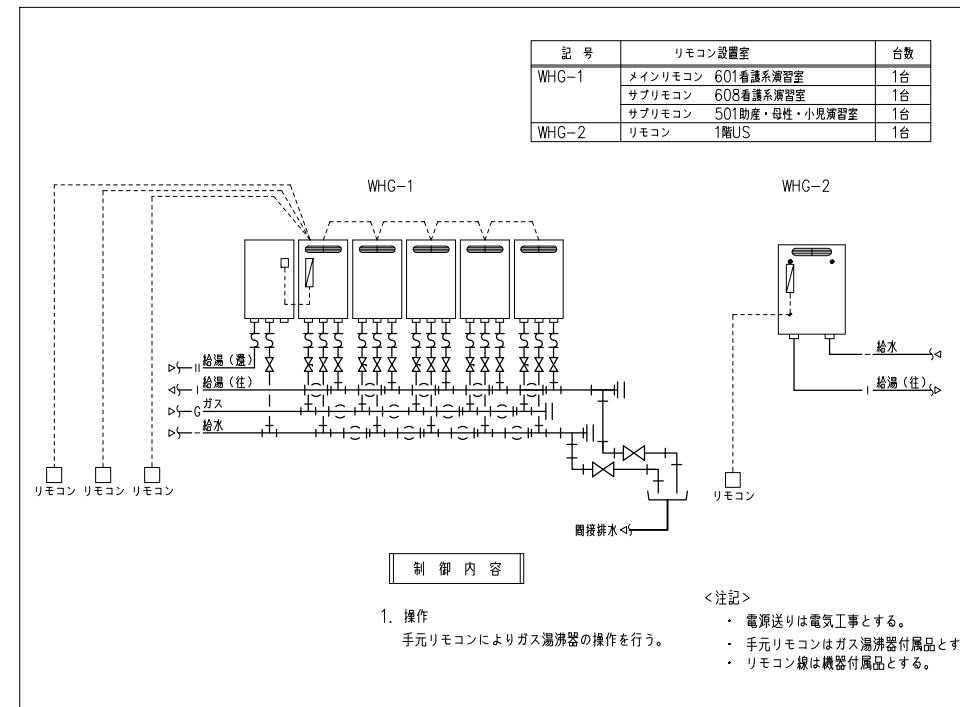 記 号 リモコン設置室 台数
WHG-1 メインリモコン 601看護系演習室 1台
サブリモコン 608看護系演習室 1台
サブリモコン 501助産・母性・小児演習室 1台
WHG-2 リモコン 1階US 1台
WHG-1
WHG-2
給湯(還)
給湯(往)
G ガス
給水
給水
給湯(往)
リモコン リモコン リモコン
リモコン
間接排水
制 御 内 容
1. 操作
手元リモコンによりガス湯沸器の操作を行う。
<注記>
・ 電源送りは電気工事とする。
・ 手元リモコンはガス湯沸器付属品とす
・ リモコン線は機器付属品とする。